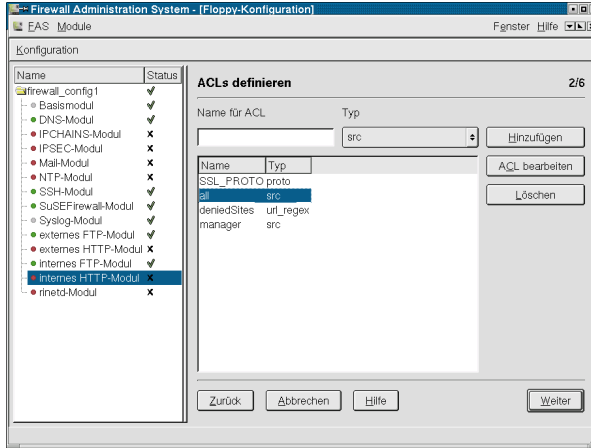 Firewall Administration System - [Floppy-Konfiguration]
FAS Module Fenster Hilfe
Konfiguration
Name Status
firewall_config1
Basismodul
DNS-Modul
IPCHAINS-Modul
IPSEC-Modul
Mail-Modul
NTP-Modul
SSH-Modul
SuSEFirewall-Modul
Syslog-Modul
externes FTP-Modul
externes HTTP-Modul
internes FTP-Modul
internes HTTP-Modul
rinetd-Modul
ACLs definieren 2/6
Name für ACL Typ
src Hinzufügen
ACL bearbeiten
Löschen
Name Typ
SSL_PROTO proto
all src
deniedSites url_regex
manager src
Zurück Abbrechen Hilfe Weiter